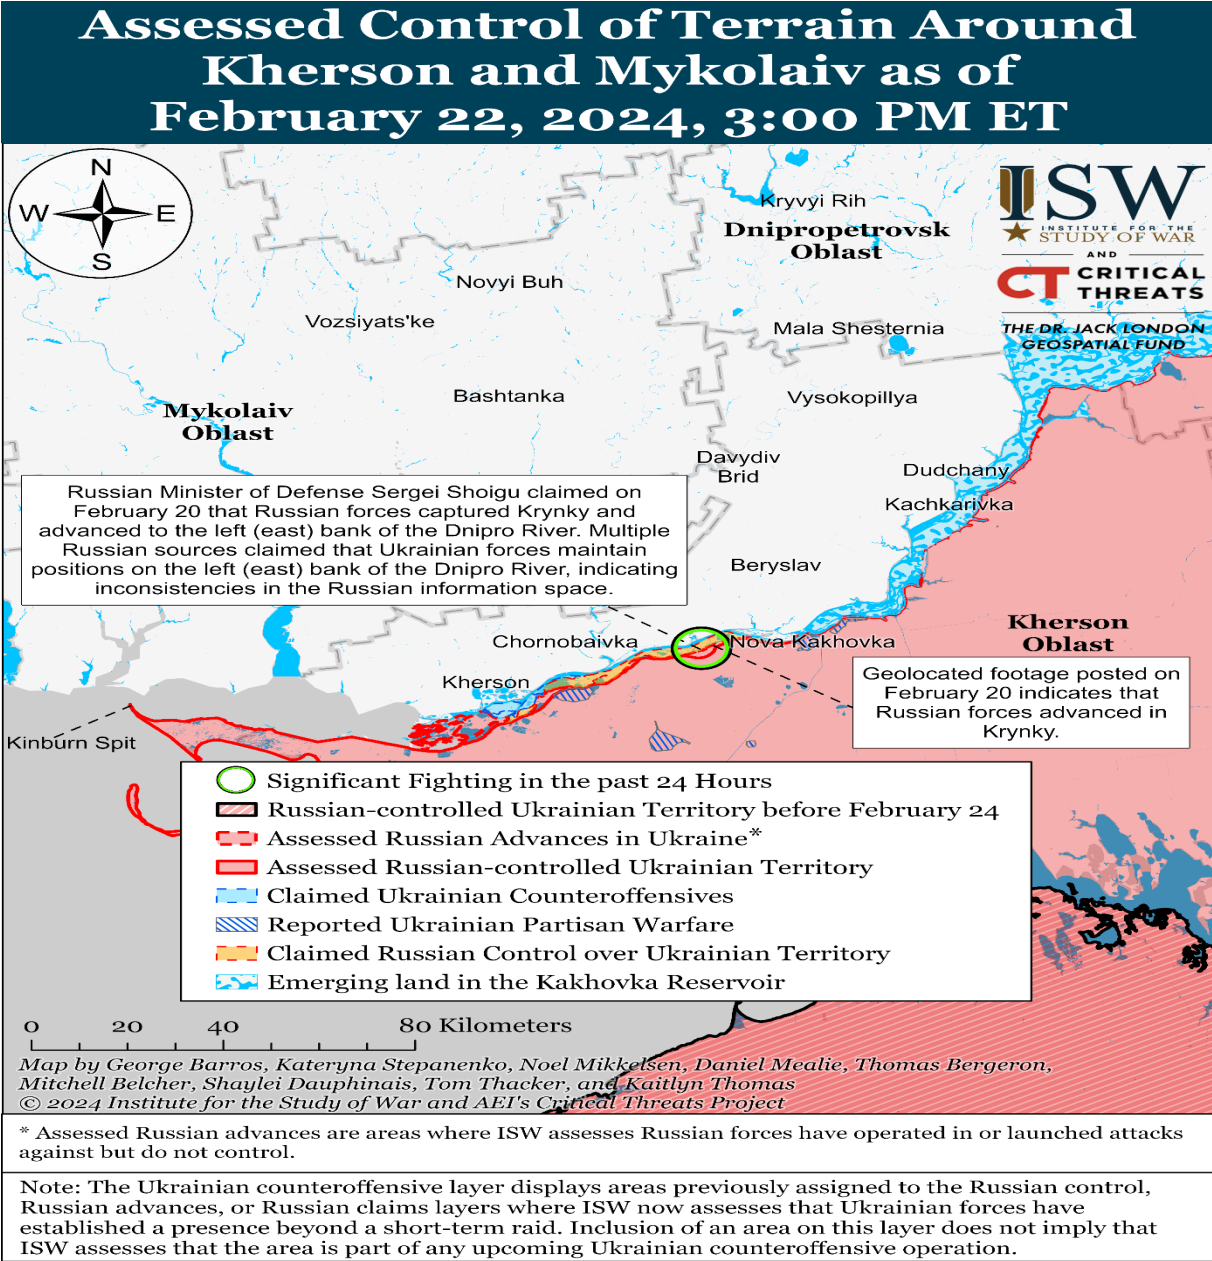 Assessed Control of Terrain Around
Kherson and Mykolaiv as of
February 22, 2024, 3:00 PM ET
N
W
E
S
ISW
INSTITUTE FOR THE
STUDY OF WAR
AND
CT CRITICAL
THREATS
THE DR. JACK LONDON
GEOSPATIAL FUND
Kryvyi Rih
Dnipropetrovsk
Oblast
Novyi Buh
Vozsiyats'ke
Mala Shesternia
Bashtanka
Vysokopillya
Mykolaiv
Oblast
Davydiv
Brid
Dudchany
Kachkarivka
Russian Minister of Defense Sergei Shoigu claimed on
February 20 that Russian forces captured Krynky and
advanced to the left (east) bank of the Dnipro River. Multiple
Russian sources claimed that Ukrainian forces maintain
positions on the left (east) bank of the Dnipro River, indicating
inconsistencies in the Russian information space.
Beryslav
Kherson
Oblast
Chornobaivka
Nova Kakhovka
Kherson
Geolocated footage posted on
February 20 indicates that
Russian forces advanced in
Krynky.
Kinburn Spit
Significant Fighting in the past 24 Hours
Russian-controlled Ukrainian Territory before February 24
Assessed Russian Advances in Ukraine*
Assessed Russian-controlled Ukrainian Territory
Claimed Ukrainian Counteroffensives
Reported Ukrainian Partisan Warfare
Claimed Russian Control over Ukrainian Territory
Emerging land in the Kakhovka Reservoir
0 20 40 80 Kilometers
Map by George Barros, Kateryna Stepanenko, Noel Mikkelsen, Daniel Mealie, Thomas Bergeron,
Mitchell Belcher, Shaylei Dauphinais, Tom Thacker, and Kaitlyn Thomas
© 2024 Institute for the Study of War and AEI's Critical Threats Project
* Assessed Russian advances are areas where ISW assesses Russian forces have operated in or launched attacks
against but do not control.
Note: The Ukrainian counteroffensive layer displays areas previously assigned to the Russian control,
Russian advances, or Russian claims layers where ISW now assesses that Ukrainian forces have
established a presence beyond a short-term raid. Inclusion of an area on this layer does not imply that
ISW assesses that the area is part of any upcoming Ukrainian counteroffensive operation.